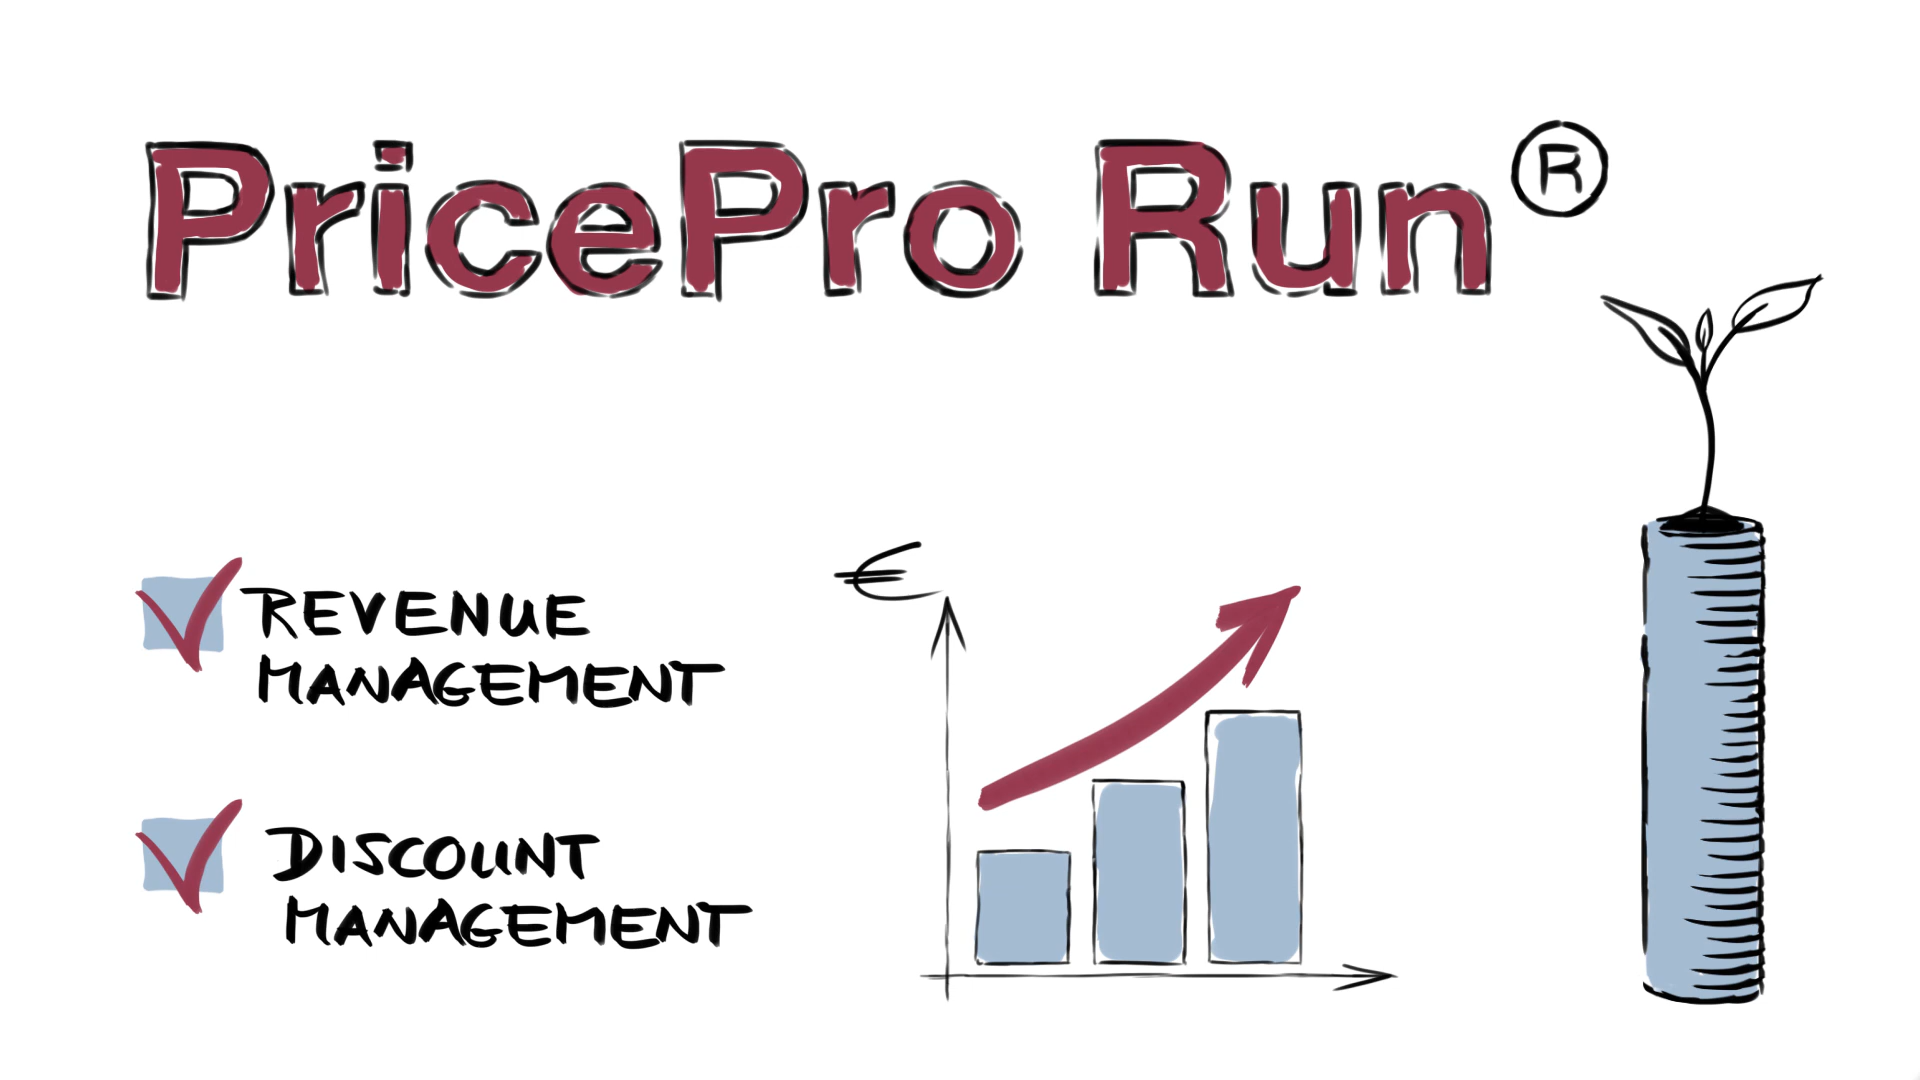 PricePro Run®
REVENUE
MANAGEMENT
DISCOUNT
MANAGEMENT
€